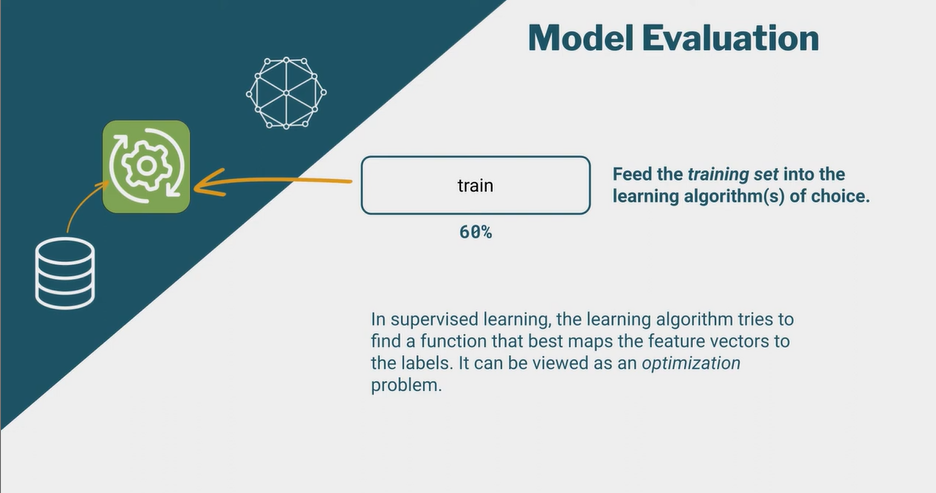 Model Evaluation
train
Feed the training set into the
learning algorithm(s) of choice.
60%
In supervised learning, the learning algorithm tries to
find a function that best maps the feature vectors to
the labels. It can be viewed as an optimization
problem.